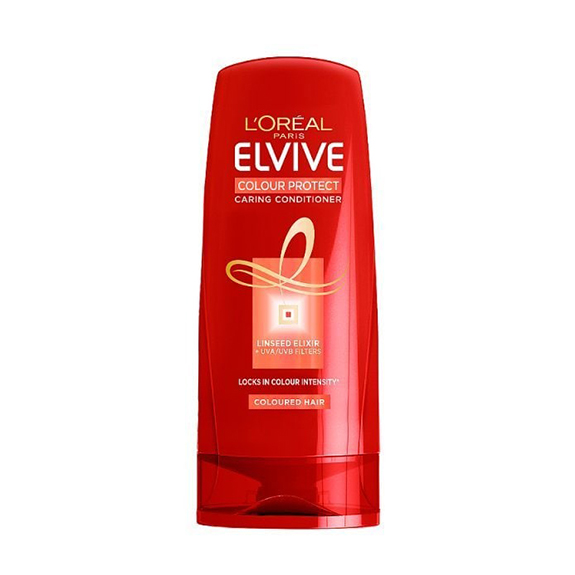 L'ORÉAL
PARIS
ELVIVE
COLOUR PROTECT
CARING CONDITIONER
LINSEED ELIXIR
+ UVA/UVB FILTERS
LOCKS IN COLOUR INTENSITY*
COLOURED HAIR